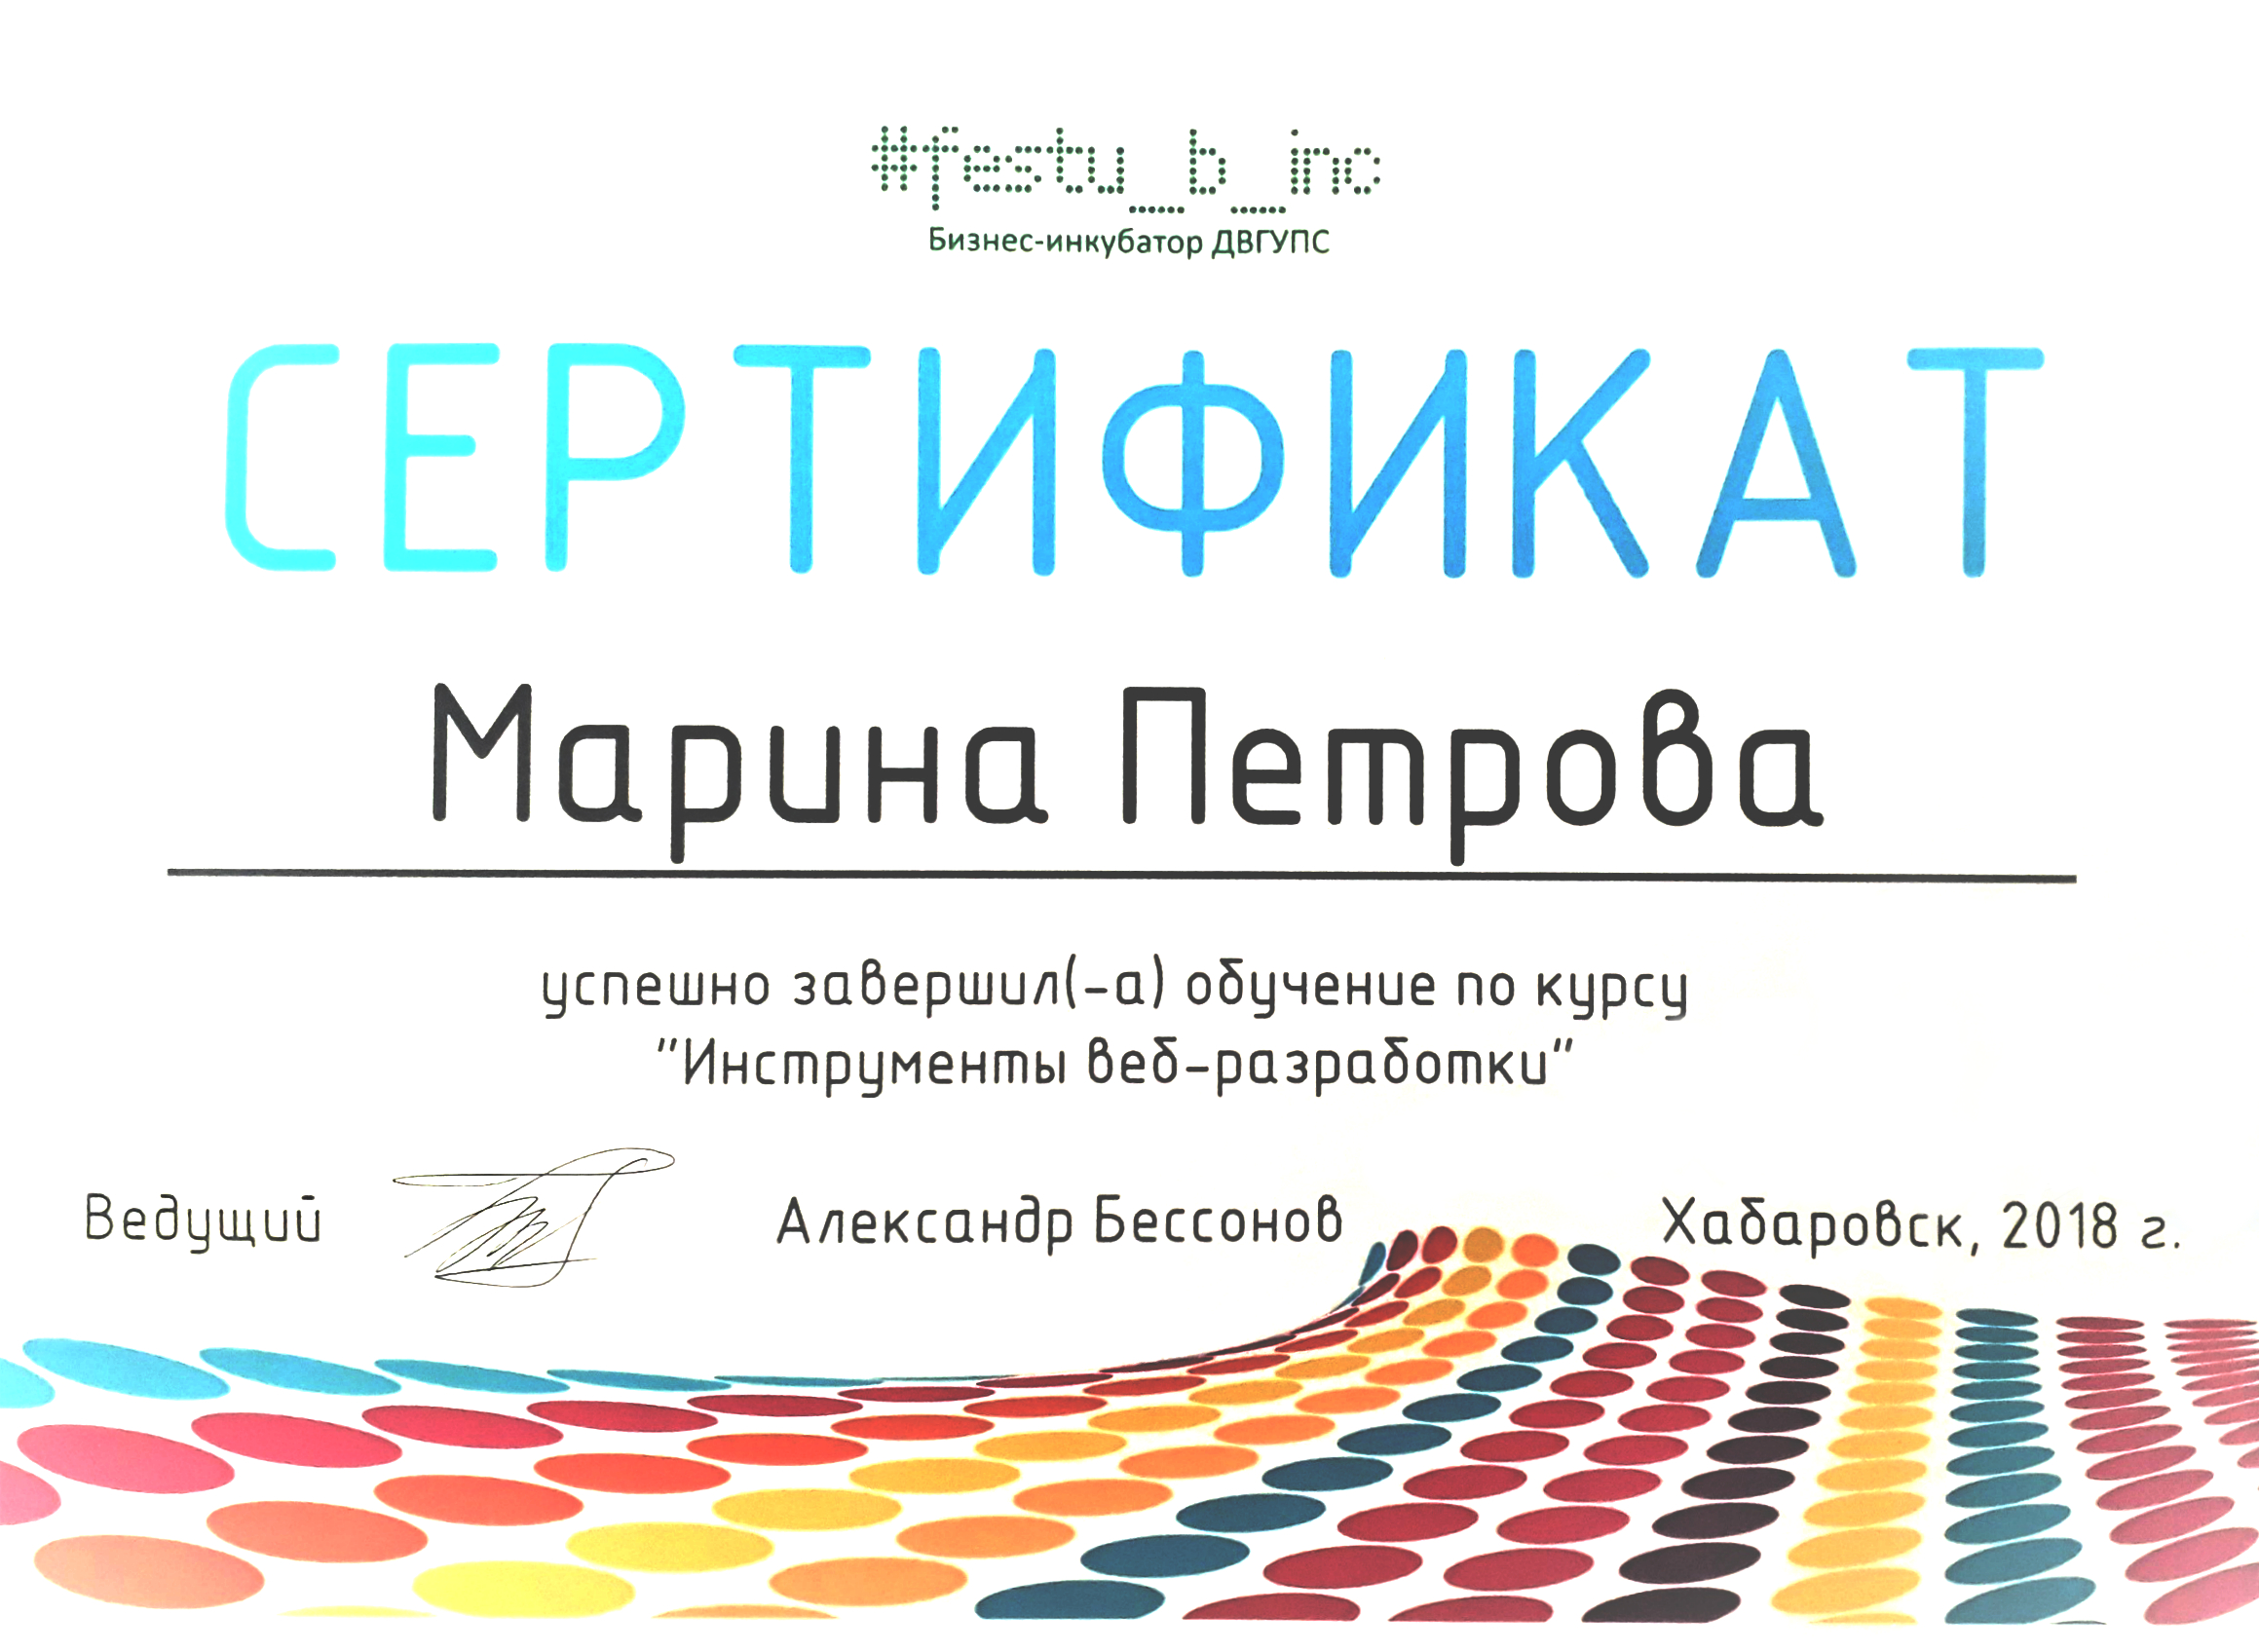 #festu_b_inc
Бизнес-инкубатор ДВГУПС
СЕРТИФИКАТ
Марина Петрова
успешно завершил(-а) обучение по курсу
"Инструменты веб-разработки"
Ведущий Александр Бессонов Хабаровск, 2018 г.